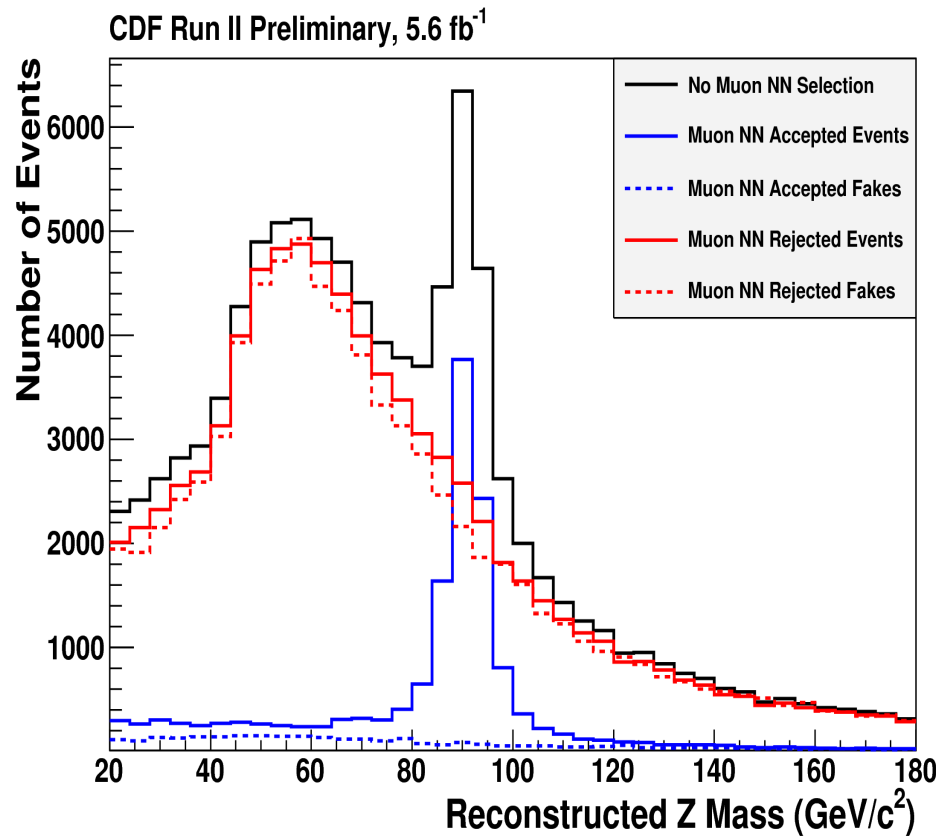 CDF Run II Preliminary, 5.6 fb⁻¹
Number of Events
6000
5000
4000
3000
2000
1000
No Muon NN Selection
Muon NN Accepted Events
Muon NN Accepted Fakes
Muon NN Rejected Events
Muon NN Rejected Fakes
20 40 60 80 100 120 140 160 180
Reconstructed Z Mass (GeV/c²)